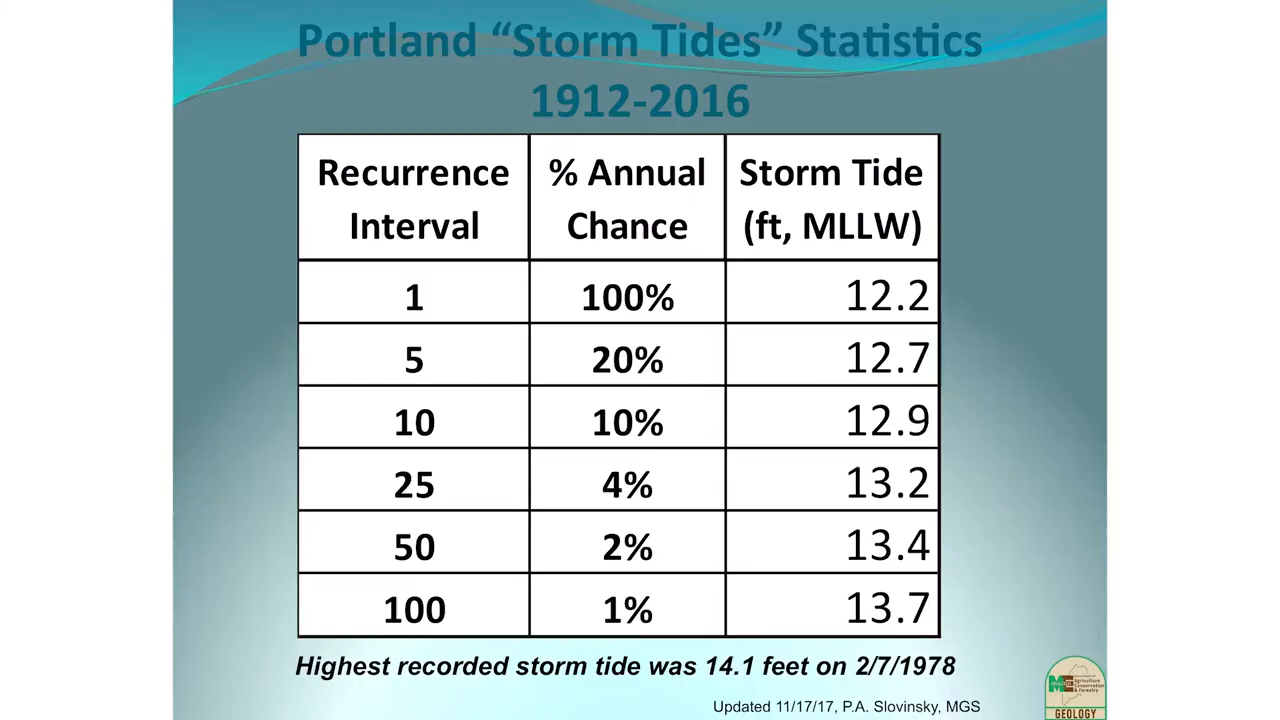 Portland “Storm Tides” Statistics
1912-2016
Recurrence Interval % Annual Chance Storm Tide (ft, MLLW)
1 100% 12.2
5 20% 12.7
10 10% 12.9
25 4% 13.2
50 2% 13.4
100 1% 13.7
Highest recorded storm tide was 14.1 feet on 2/7/1978
Updated 11/17/17, P.A. Slovinsky, MGS
Agriculture
Conservation
& Forestry
GEOLOGY